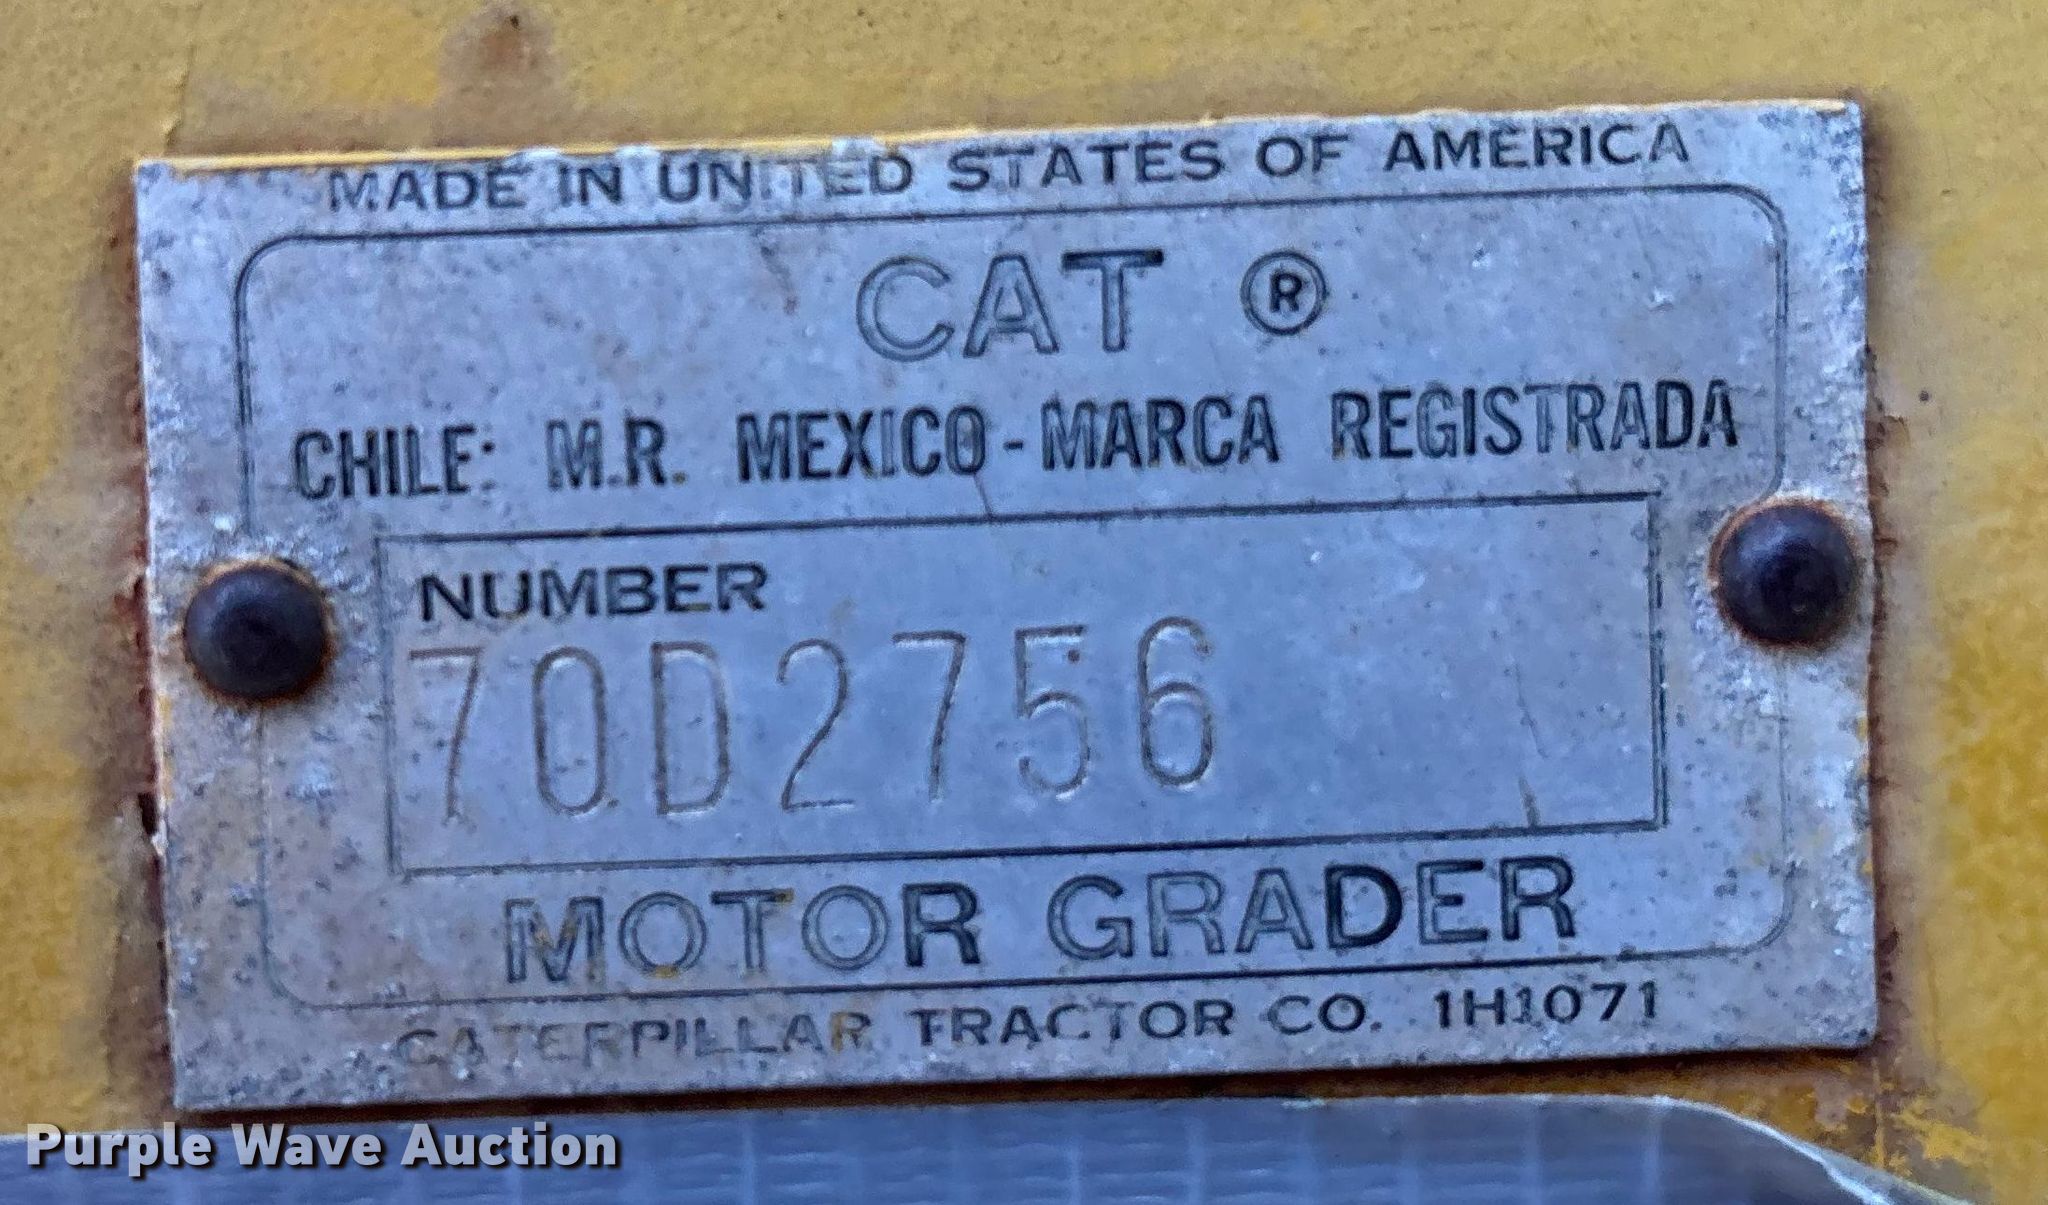 MADE IN UNITED STATES OF AMERICA
CAT ®
CHILE: M.R. MEXICO-MARCA REGISTRADA
NUMBER
70D2756
MOTOR GRADER
CATERPILLAR TRACTOR CO. 1H1071
Purple Wave Auction